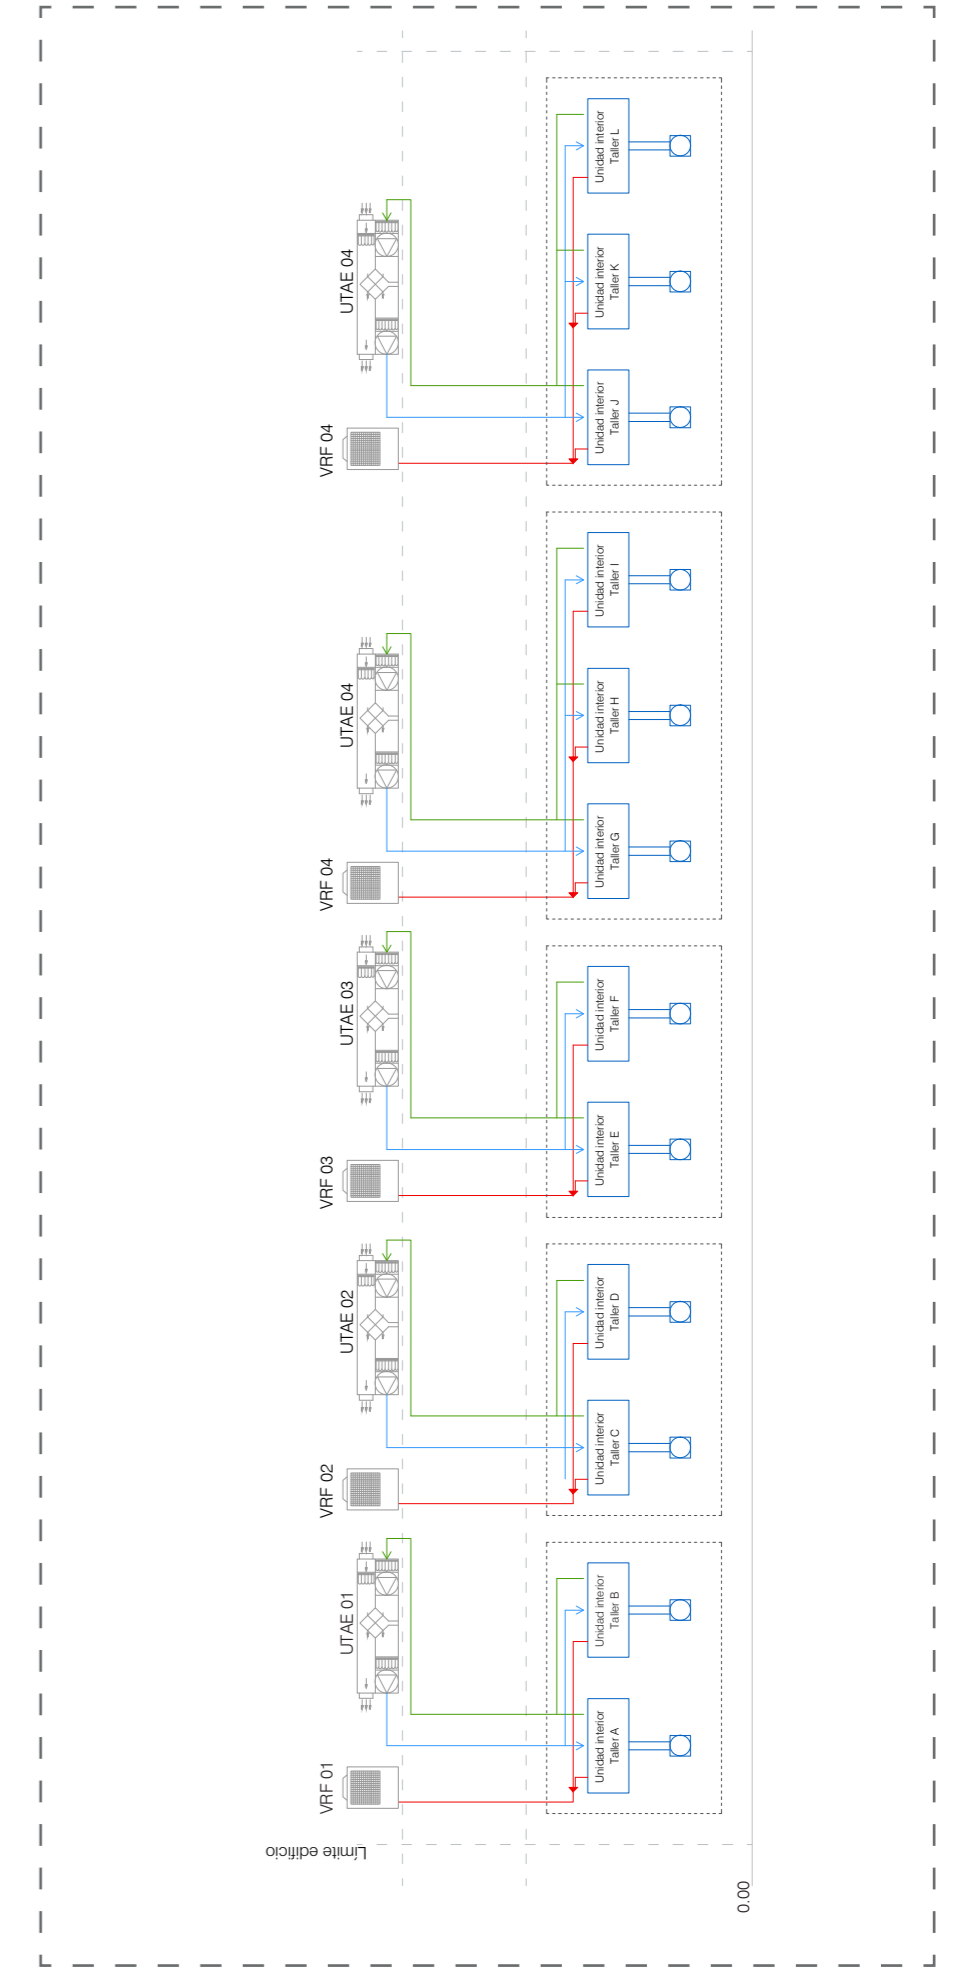 UTAE 01
UTAE 02
UTAE 03
UTAE 04
UTAE 04
VRF 01
VRF 02
VRF 03
VRF 04
VRF 04
Unidad interior
Taller A
Unidad interior
Taller B
Unidad interior
Taller C
Unidad interior
Taller D
Unidad interior
Taller E
Unidad interior
Taller F
Unidad interior
Taller G
Unidad interior
Taller H
Unidad interior
Taller I
Unidad interior
Taller J
Unidad interior
Taller K
Unidad interior
Taller L
Límite edificio
0.00